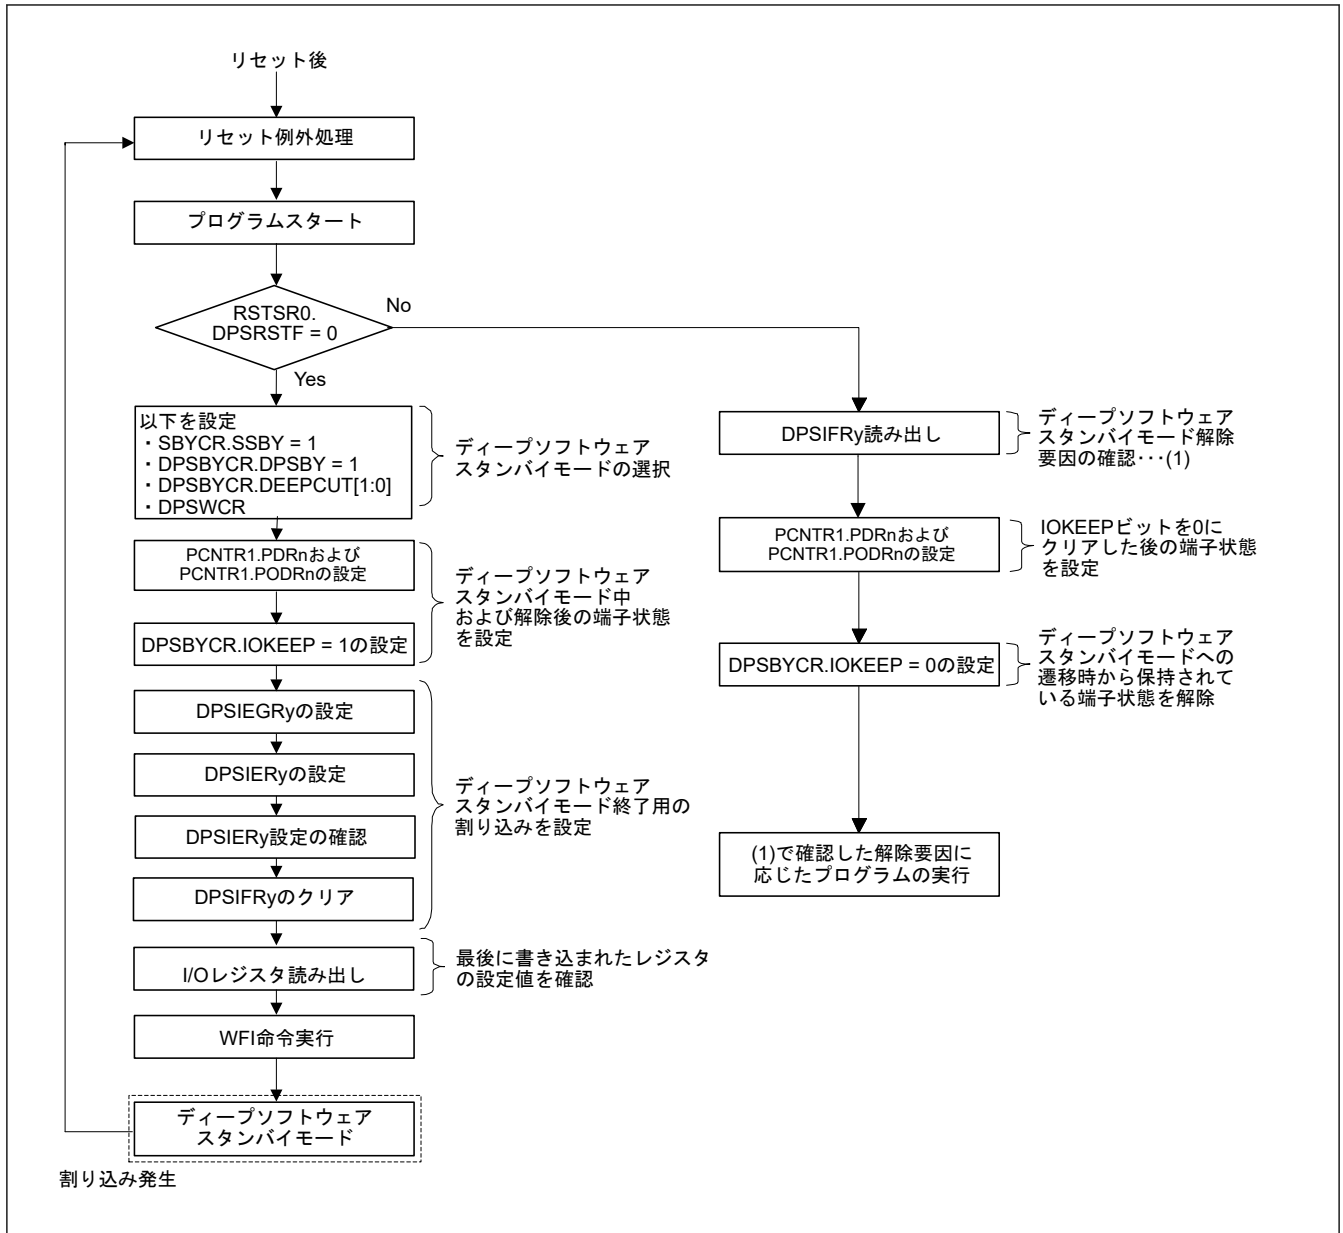 リセット後
リセット例外処理
プログラムスタート
RSTSR0.
DPSRSTF = 0
No
Yes
以下を設定
・SBYCR.SSBY = 1
・DPSBYCR.DPSBY = 1
・DPSBYCR.DEEPCUT[1:0]
・DPSWCR
ディープソフトウェア
スタンバイモードの選択
PCNTR1.PDRnおよび
PCNTR1.PODRnの設定
DPSBYCR.IOKEEP = 1の設定
ディープソフトウェア
スタンバイモード中
および解除後の端子状態
を設定
DPSIEGRyの設定
DPSIERyの設定
DPSIERy設定の確認
DPSIFRyのクリア
ディープソフトウェア
スタンバイモード終了用の
割り込みを設定
I/Oレジスタ読み出し
最後に書き込まれたレジスタ
の設定値を確認
WFI命令実行
ディープソフトウェア
スタンバイモード
割り込み発生
DPSIFRy読み出し
ディープソフトウェア
スタンバイモード解除
要因の確認･･･(1)
PCNTR1.PDRnおよび
PCNTR1.PODRnの設定
IOKEEPビットを0に
クリアした後の端子状態
を設定
DPSBYCR.IOKEEP = 0の設定
ディープソフトウェア
スタンバイモードへの
遷移時から保持されて
いる端子状態を解除
(1)で確認した解除要因に
応じたプログラムの実行